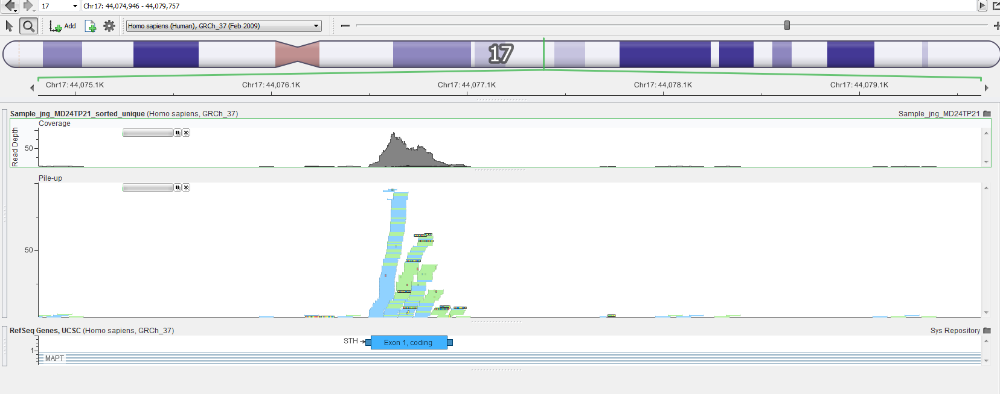 17 Chr17: 44,074,946 - 44,079,757
Add Homo sapiens (Human), GRCh_37 (Feb 2009)
17
Chr17: 44,075.1K Chr17: 44,076.1K Chr17: 44,077.1K Chr17: 44,078.1K Chr17: 44,079.1K
Sample_jng_MD24TP21_sorted_unique (Homo sapiens, GRCh_37) Sample_jng_MD24TP21
Coverage
Read Depth
50
Pile-up
50
RefSeq Genes, UCSC (Homo sapiens, GRCh_37) Sys Repository
STH Exon 1, coding
1
MAPT